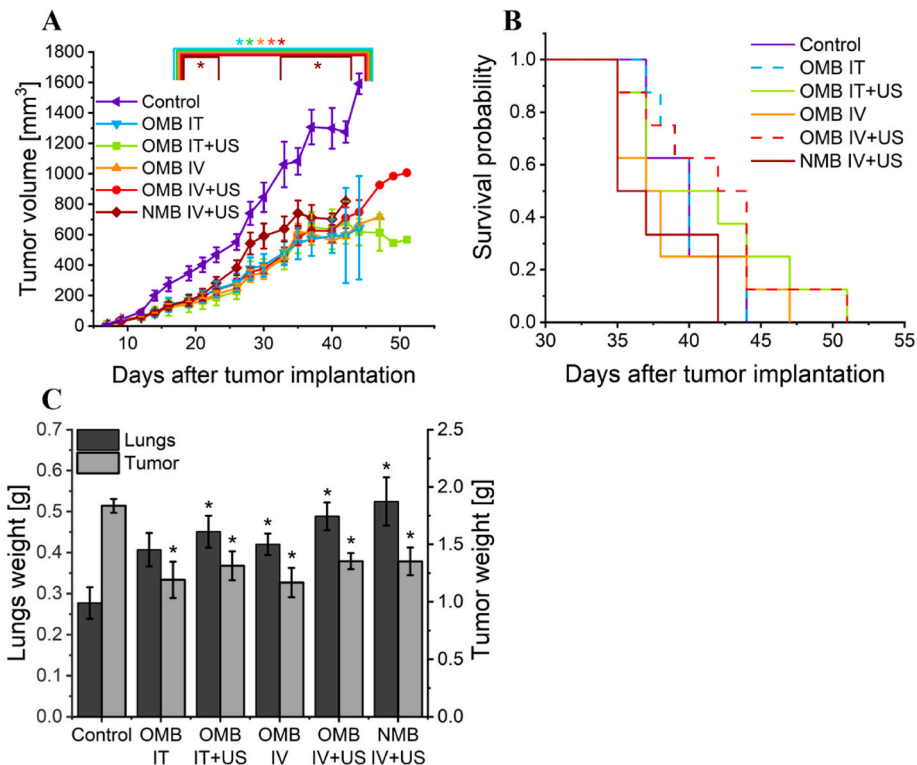 A
* * * * *
* *
Tumor volume [mm³]
1800
1600
1400
1200
1000
800
600
400
200
0
Control
OMB IT
OMB IT+US
OMB IV
OMB IV+US
NMB IV+US
10 20 30 40 50
Days after tumor implantation
B
Survival probability
1.0
0.8
0.6
0.4
0.2
0.0
Control
OMB IT
OMB IT+US
OMB IV
OMB IV+US
NMB IV+US
30 35 40 45 50 55
Days after tumor implantation
C
Lungs weight [g]
0.7
0.6
0.5
0.4
0.3
0.2
0.1
0.0
Lungs
Tumor
* * * * * * * * *
2.5
2.0
1.5
1.0
0.5
0.0
Tumor weight [g]
Control OMB OMB OMB OMB NMB
IT IT+US IV IV+US IV+US